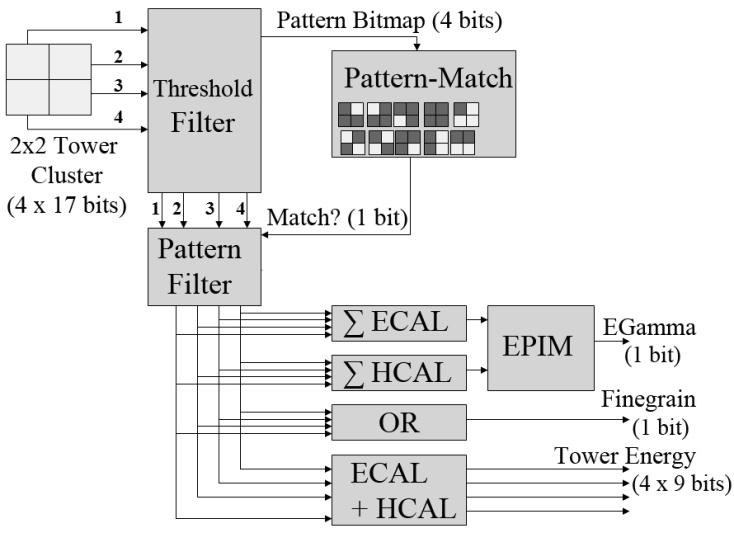 1
Pattern Bitmap (4 bits)
2
3
4
Threshold
Filter
Pattern-Match
2x2 Tower
Cluster
(4 x 17 bits)
1 2 3 4
Match? (1 bit)
Pattern
Filter
∑ ECAL
EPIM
EGamma
(1 bit)
∑ HCAL
Finegrain
(1 bit)
OR
Tower Energy
(4 x 9 bits)
ECAL
+ HCAL